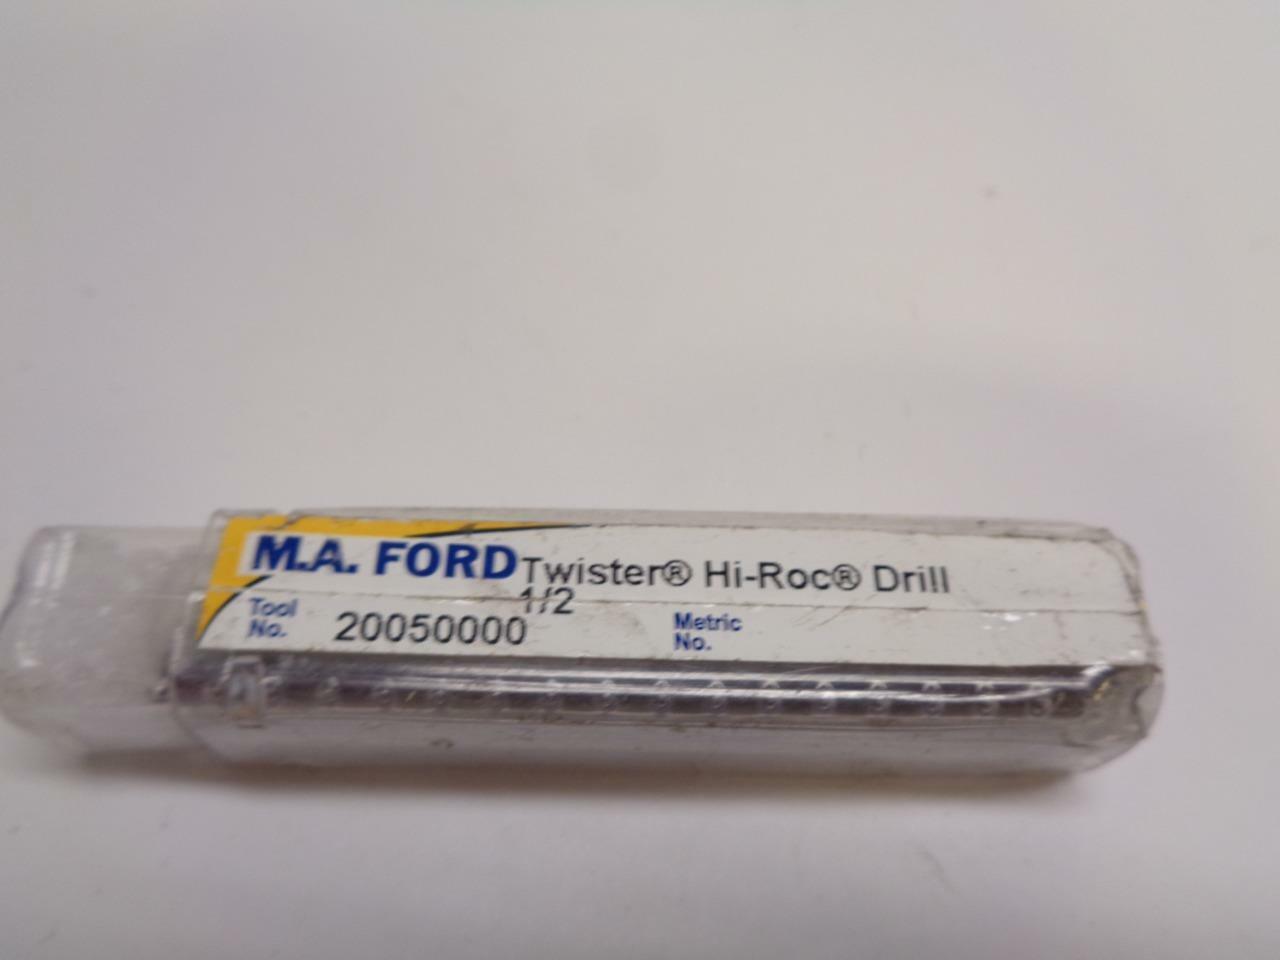 M.A. FORD Twister® Hi-Roc® Drill
1/2
Tool No. 20050000 Metric No.